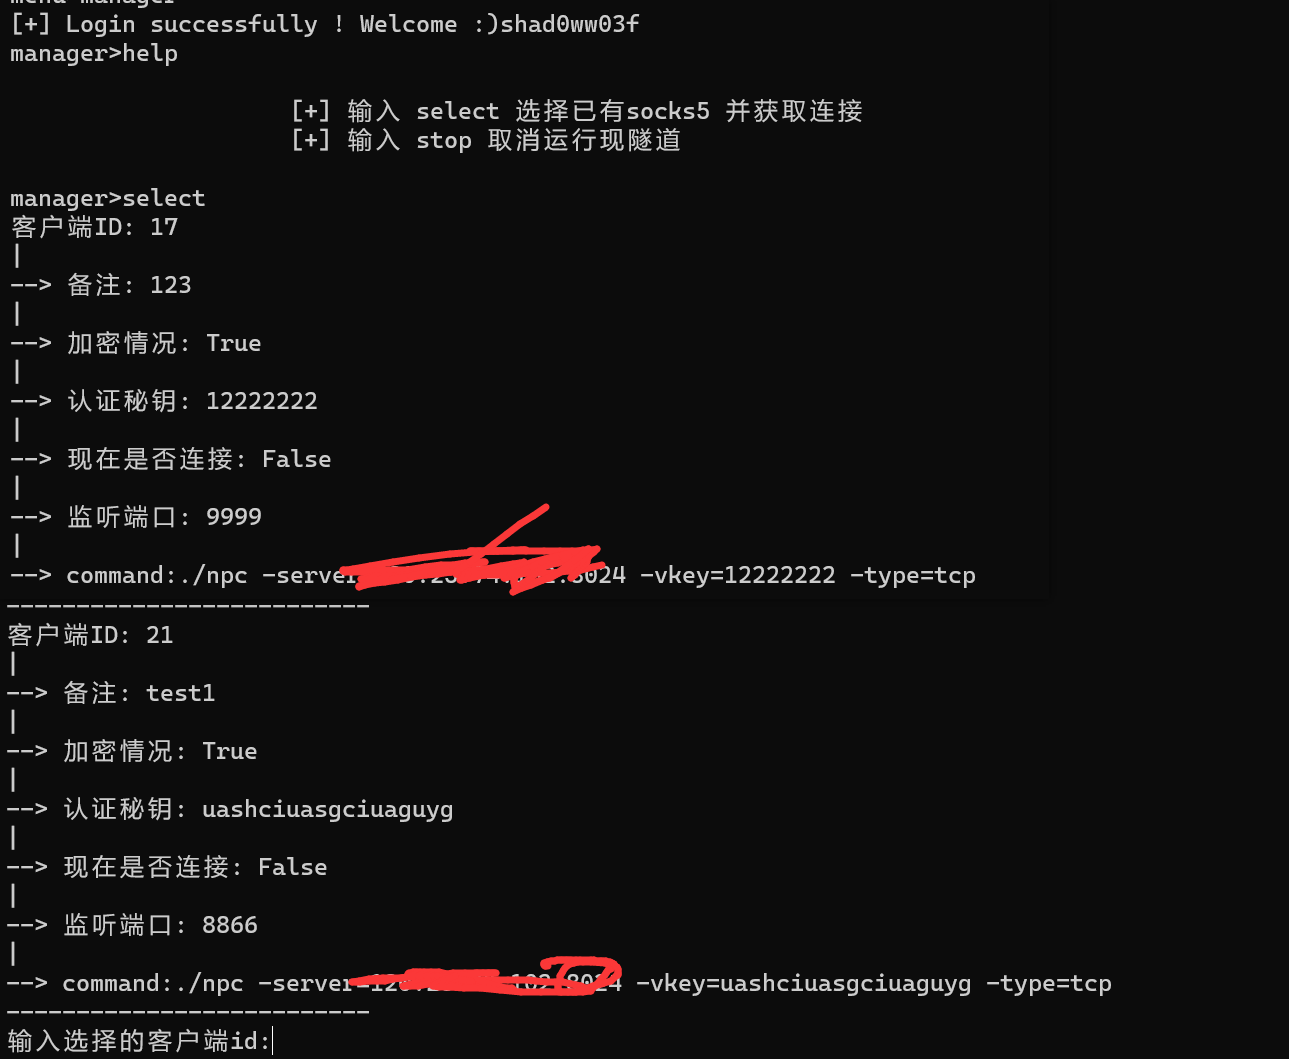 [+] Login successfully ! Welcome :)shad0ww03f
manager>help
[+] 输入 select 选择已有socks5 并获取连接
[+] 输入 stop 取消运行现隧道
manager>select
客户端ID: 17
|
--> 备注: 123
|
--> 加密情况: True
|
--> 认证秘钥: 12222222
|
--> 现在是否连接: False
|
--> 监听端口: 9999
|
--> command:./npc -server 8024 -vkey=12222222 -type=tcp
--------------------------
客户端ID: 21
|
--> 备注: test1
|
--> 加密情况: True
|
--> 认证秘钥: uashciuasgciuaguyg
|
--> 现在是否连接: False
|
--> 监听端口: 8866
|
--> command:./npc -server= 8024 -vkey=uashciuasgciuaguyg -type=tcp
--------------------------
输入选择的客户端id: